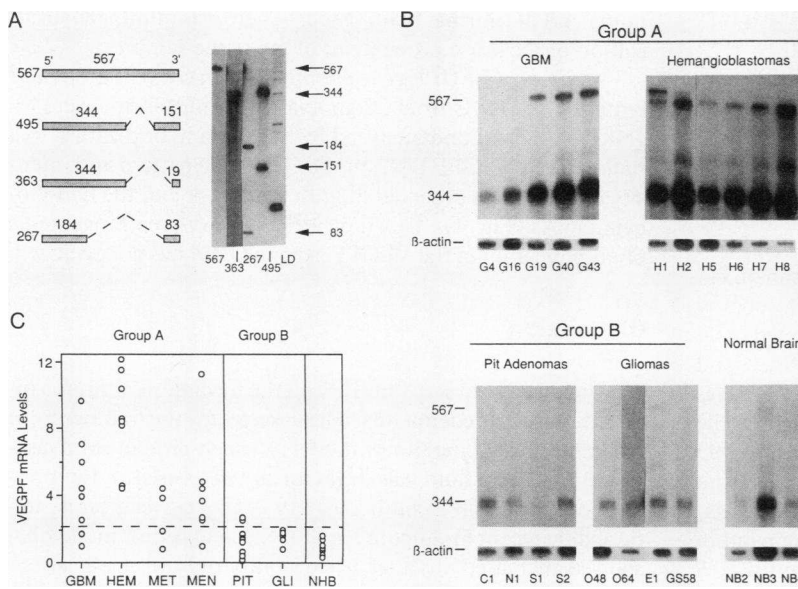 A
5' 567 3'
567
344 151
495
344 19
363
184 83
267
567
344
184
151
83
567 267 LD
363 495
B
Group A
GBM Hemangioblastomas
567
344
ß-actin
G4 G16 G19 G40 G43 H1 H2 H5 H6 H7 H8
C
Group A Group B
VEGPF mRNA Levels
12
8
4
0
GBM HEM MET MEN PIT GLI NHB
Group B
Pit Adenomas Gliomas Normal Brain
567
344
ß-actin
C1 N1 S1 S2 O48 O64 E1 GS58 NB2 NB3 NB